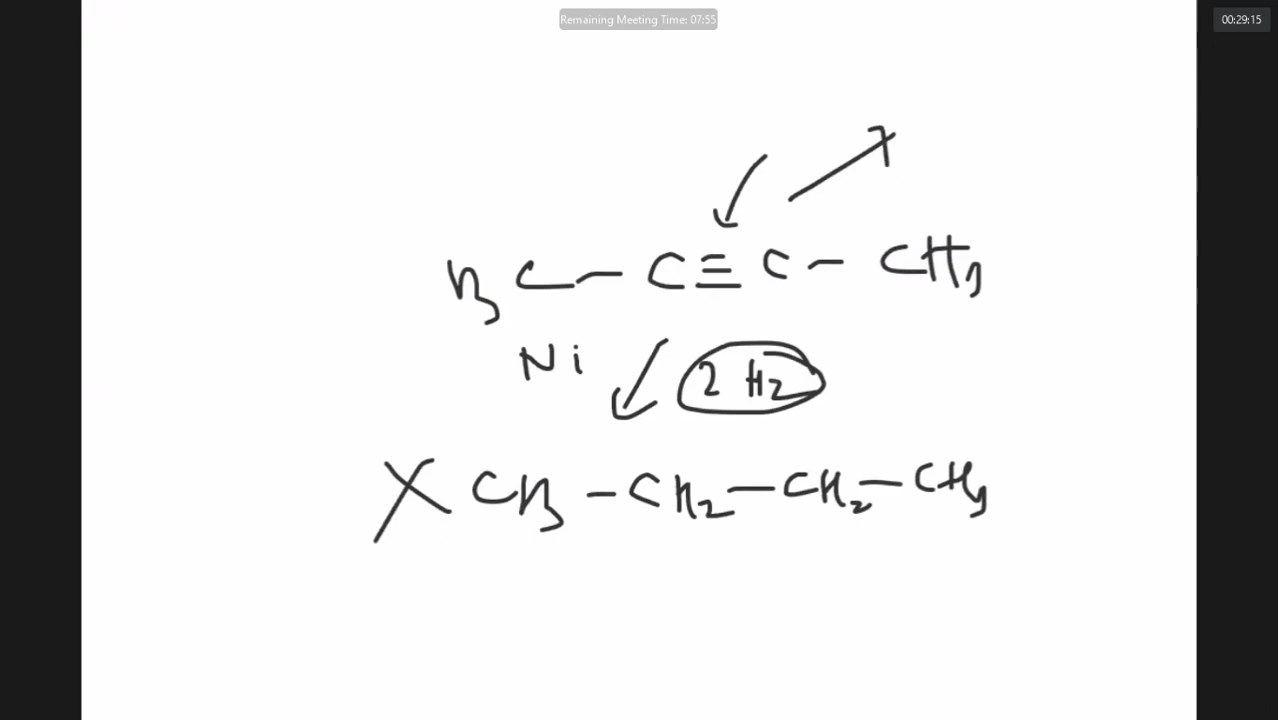 Remaining Meeting Time: 07:55
00:29:15
H3C - C ≡ C - CH3
Ni 2 H2
X CH3 - CH2 - CH2 - CH3